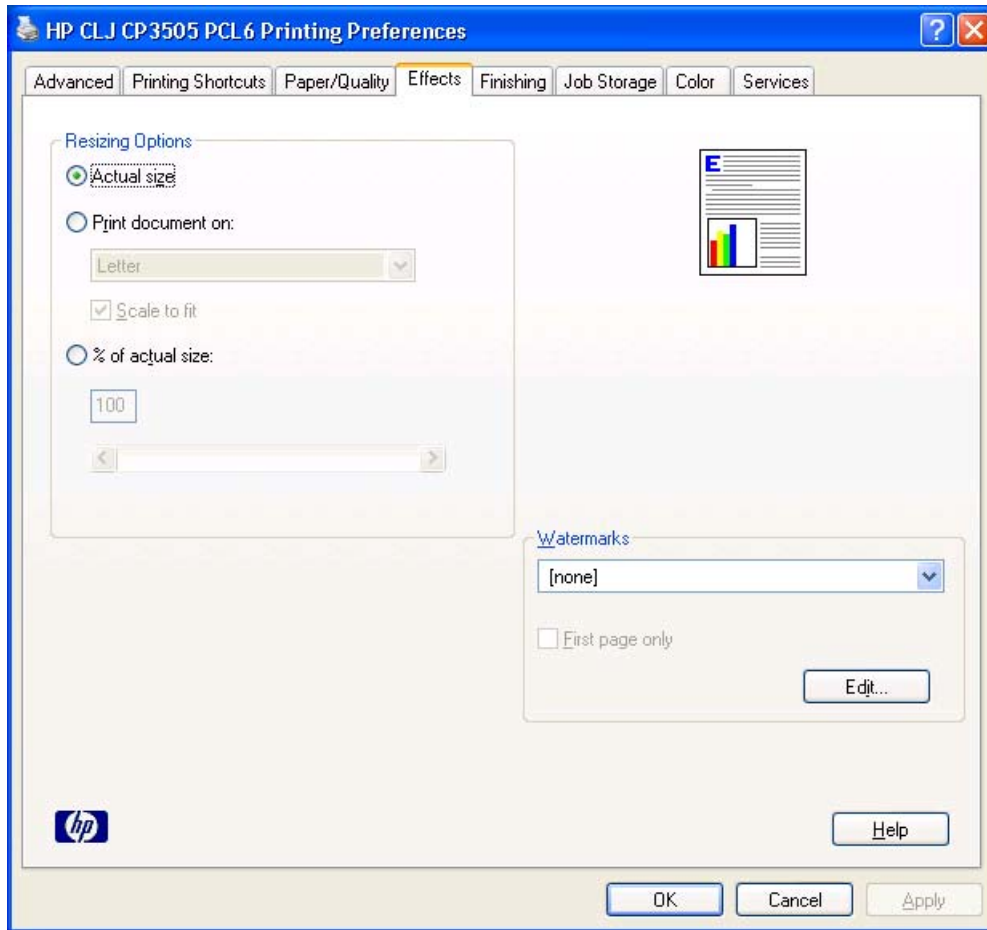 HP CLJ CP3505 PCL6 Printing Preferences
Advanced Printing Shortcuts Paper/Quality Effects Finishing Job Storage Color Services
Resizing Options
Actual size
Print document on:
Letter
Scale to fit
% of actual size:
100
E
Watermarks
[none]
First page only
Edit...
hp
Help
OK Cancel Apply